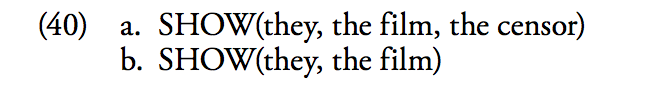 (40) a. SHOW(they, the film, the censor)
b. SHOW(they, the film)